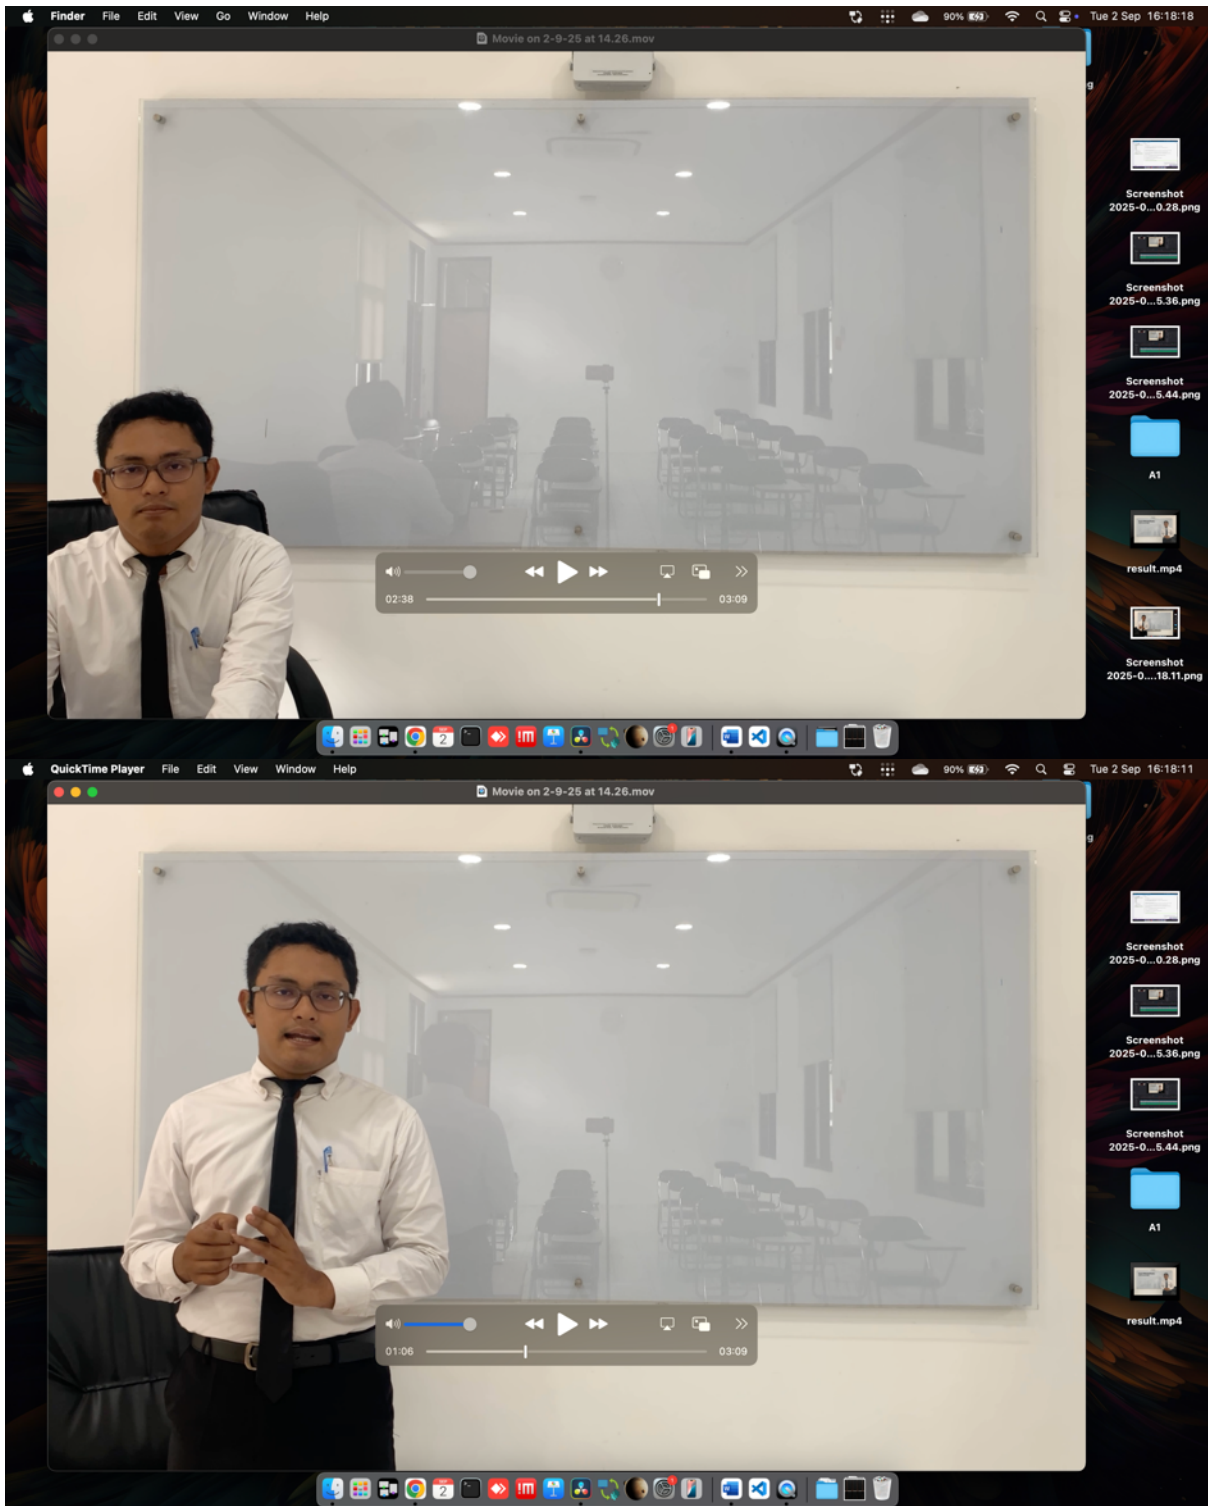 Finder File Edit View Go Window Help 90% Tue 2 Sep 16:18:18
Movie on 2-9-25 at 14.26.mov
g
Screenshot
2025-0...0.28.png
Screenshot
2025-0...5.36.png
Screenshot
2025-0...5.44.png
A1
result.mp4
02:38 03:09
Screenshot
2025-0....18.11.png
SEP
2
QuickTime Player File Edit View Window Help 90% Tue 2 Sep 16:18:11
Movie on 2-9-25 at 14.26.mov
g
Screenshot
2025-0...0.28.png
Screenshot
2025-0...5.36.png
Screenshot
2025-0...5.44.png
A1
result.mp4
01:06 03:09
SEP
2